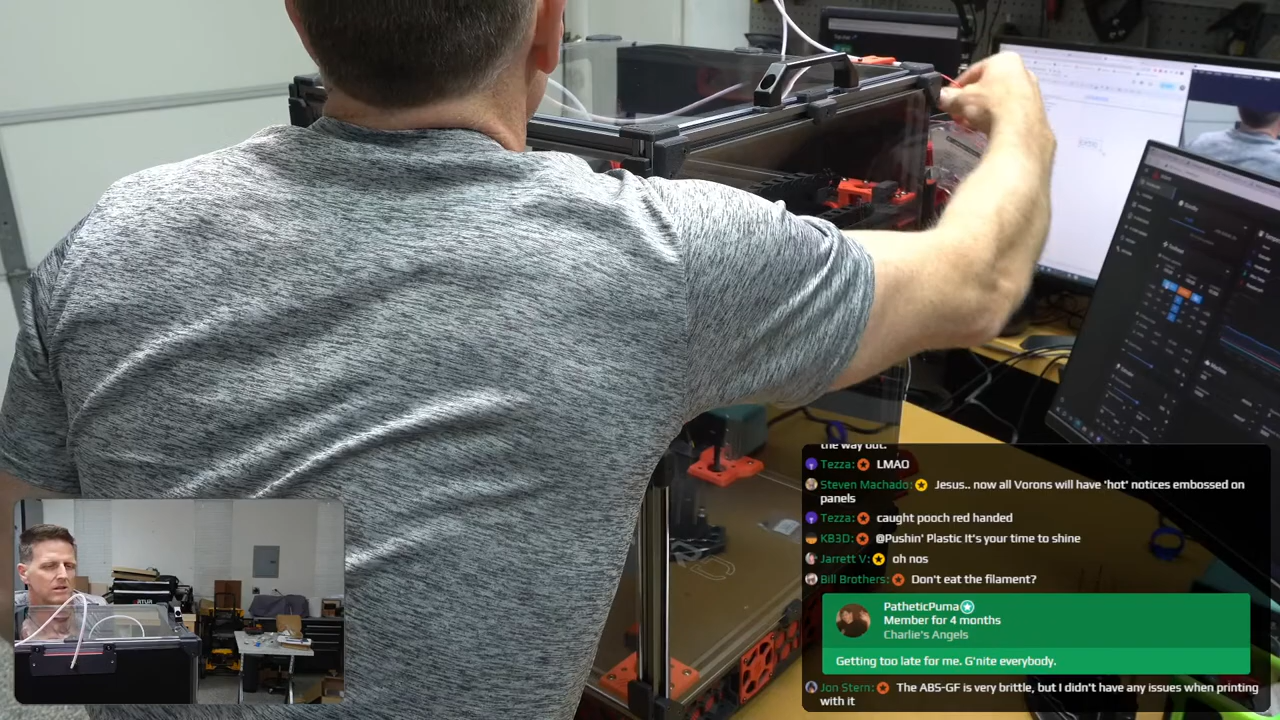 the way out.
Tezza: LMAO
Steven Machado: Jesus.. now all Vorons will have 'hot' notices embossed on
panels
Tezza: caught pooch red handed
KB3D: @Pushin' Plastic It's your time to shine
Jarrett V: oh nos
Bill Brothers: Don't eat the filament?
PatheticPuma
Member for 4 months
Charlie's Angels
Getting too late for me. G'nite everybody.
Jon Stern: The ABS-GF is very brittle, but I didn't have any issues when printing
with it